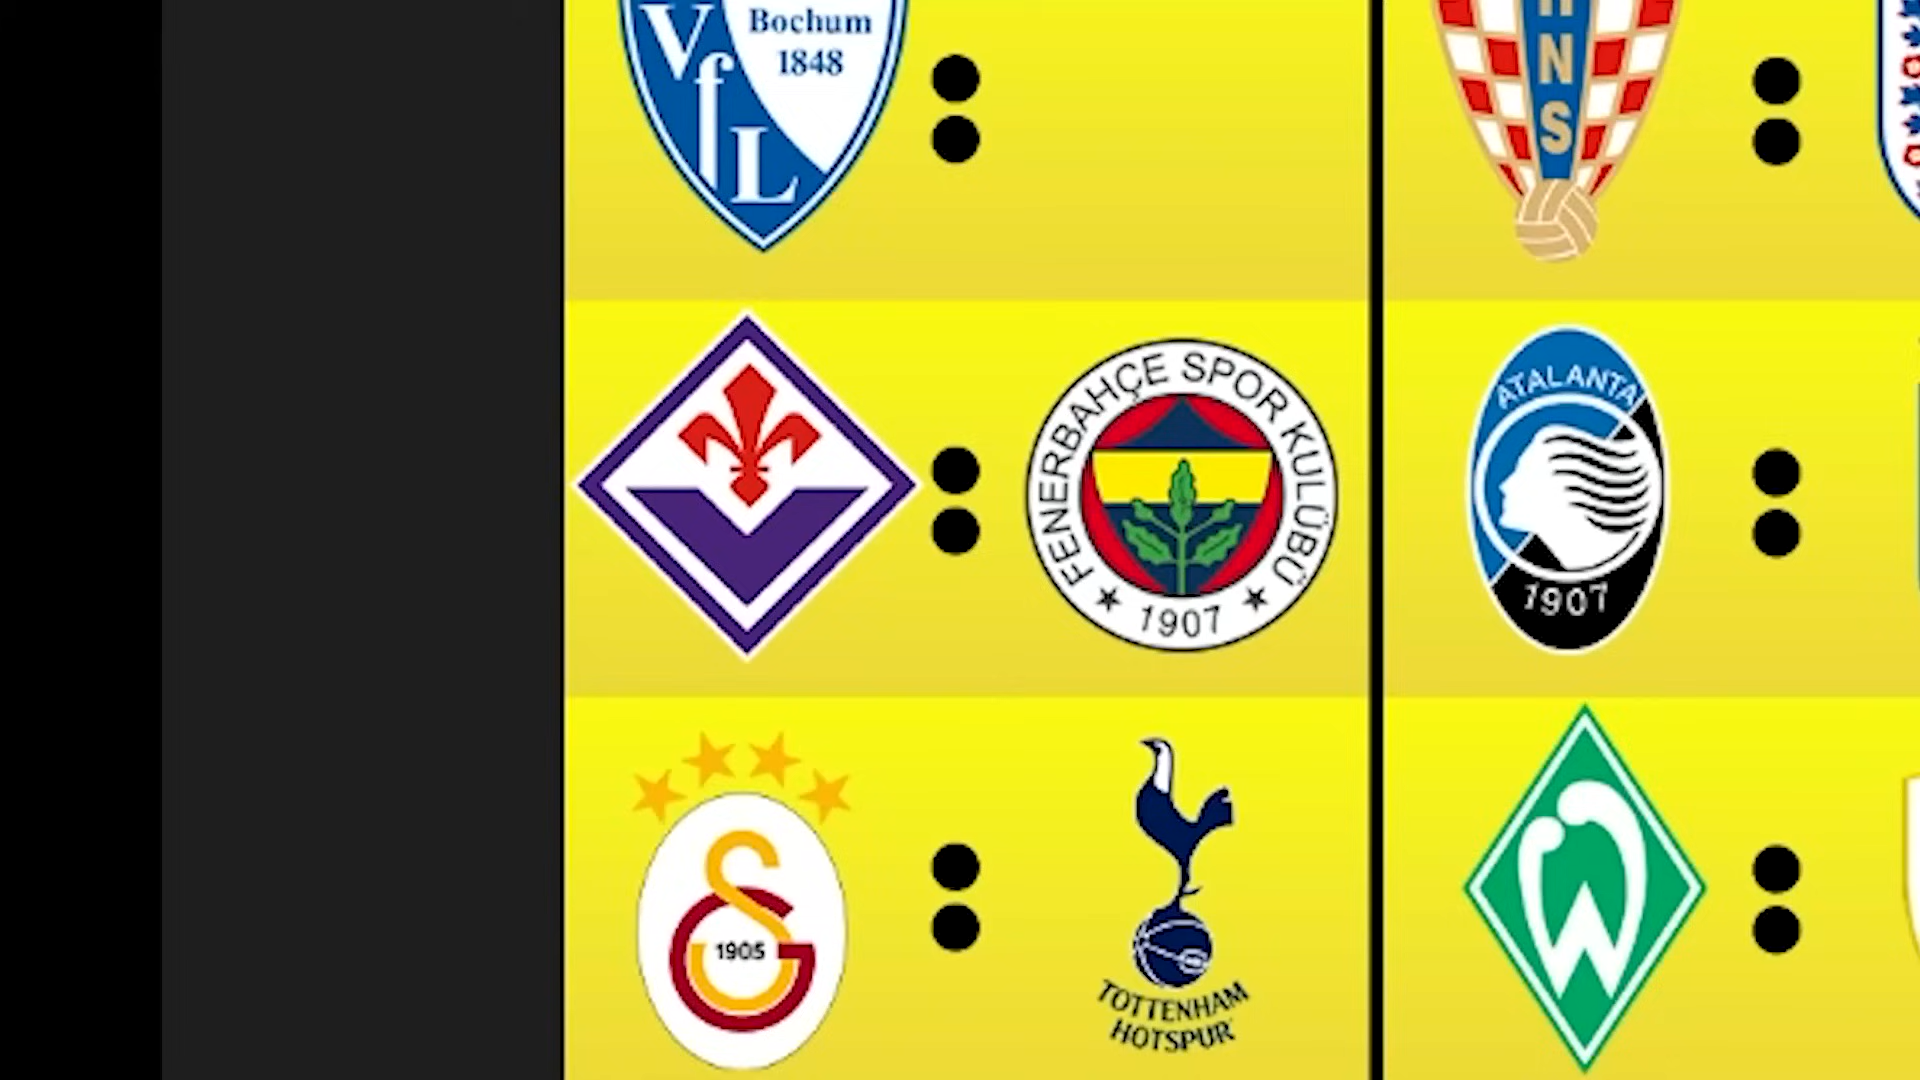 VfL
Bochum
1848
HNS
FENERBAHÇE SPOR KULÜBÜ
1907
ATALANTA
1907
1905
TOTTENHAM
HOTSPUR
W